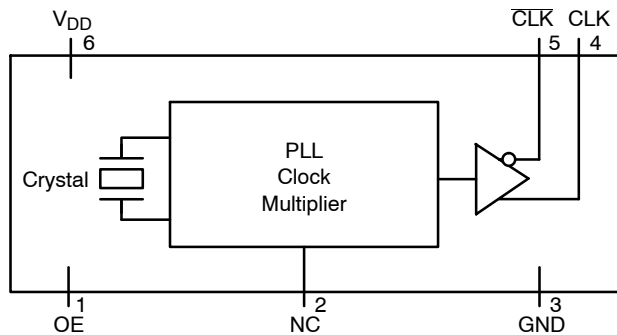 VDD
CLK CLK
6 5 4
Crystal
PLL
Clock
Multiplier
1 2 3
OE NC GND